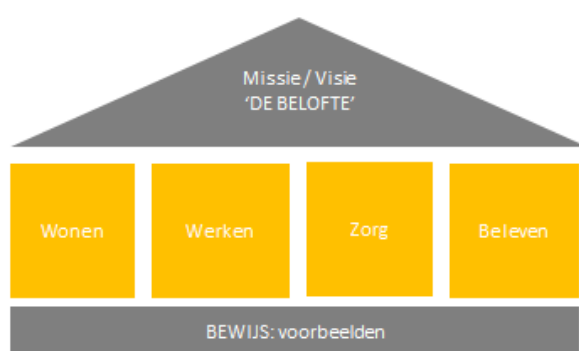 Missie / Visie
‘DE BELOFTE’
Wonen
Werken
Zorg
Beleven
BEWIJS: voorbeelden